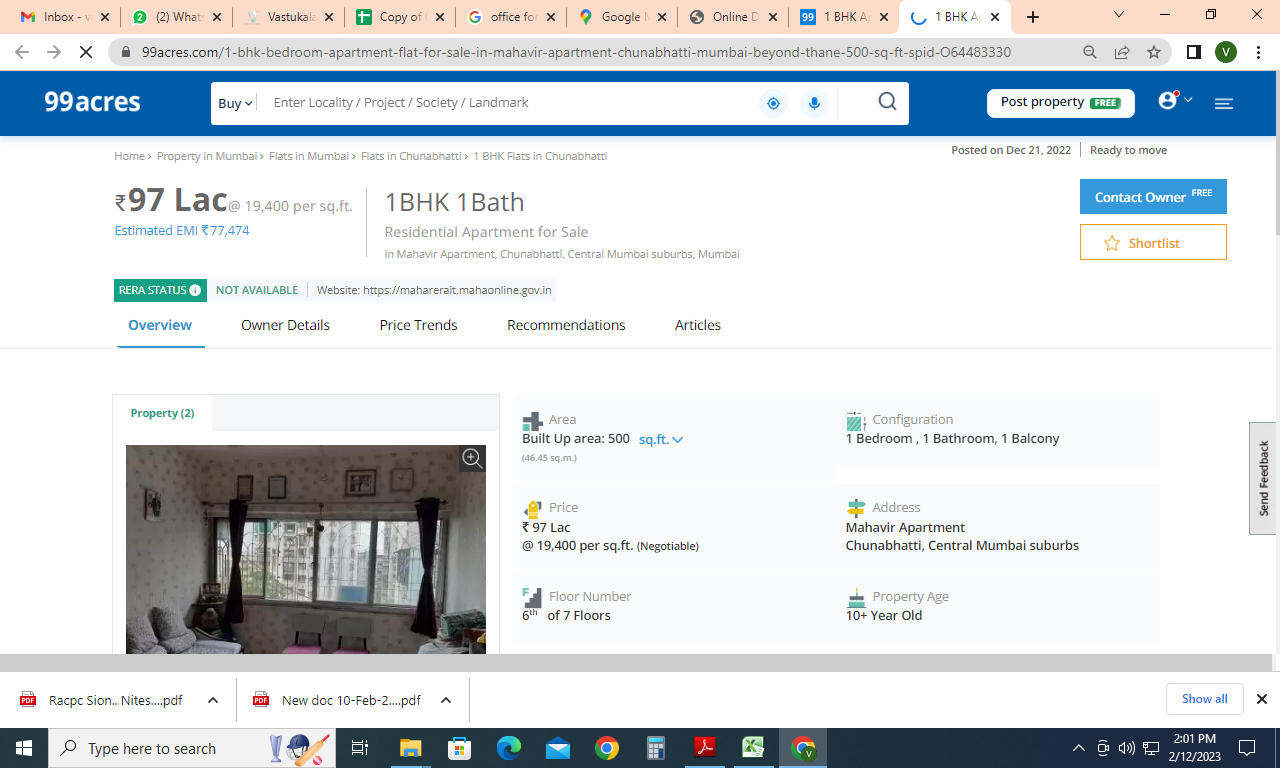 Inbox - v
(2) Whats
Vastukala
Copy of
office for
Google M
Online D
1 BHK Ap
1 BHK Ap
99acres.com/1-bhk-bedroom-apartment-flat-for-sale-in-mahavir-apartment-chunabhatti-mumbai-beyond-thane-500-sq-ft-spid-O64483330
V
99acres
Buy
Enter Locality / Project / Society / Landmark
Post property FREE
Home › Property in Mumbai › Flats in Mumbai › Flats in Chunabhatti › 1 BHK Flats in Chunabhatti
Posted on Dec 21, 2022 | Ready to move
₹97 Lac @ 19,400 per sq.ft.
Estimated EMI ₹77,474
1BHK 1Bath
Residential Apartment for Sale
in Mahavir Apartment, Chunabhatti, Central Mumbai suburbs, Mumbai
Contact Owner FREE
Shortlist
RERA STATUS NOT AVAILABLE Website: https://maharerait.mahaonline.gov.in
Overview
Owner Details
Price Trends
Recommendations
Articles
Property (2)
Area
Built Up area: 500 sq.ft.
(46.45 sq.m.)
Configuration
1 Bedroom , 1 Bathroom, 1 Balcony
Price
₹ 97 Lac
@ 19,400 per sq.ft. (Negotiable)
Address
Mahavir Apartment
Chunabhatti, Central Mumbai suburbs
Floor Number
6th of 7 Floors
Property Age
10+ Year Old
Send Feedback
Racpc Sion.. Nites....pdf
New doc 10-Feb-2....pdf
Show all
Type here to search
2:01 PM
2/12/2023